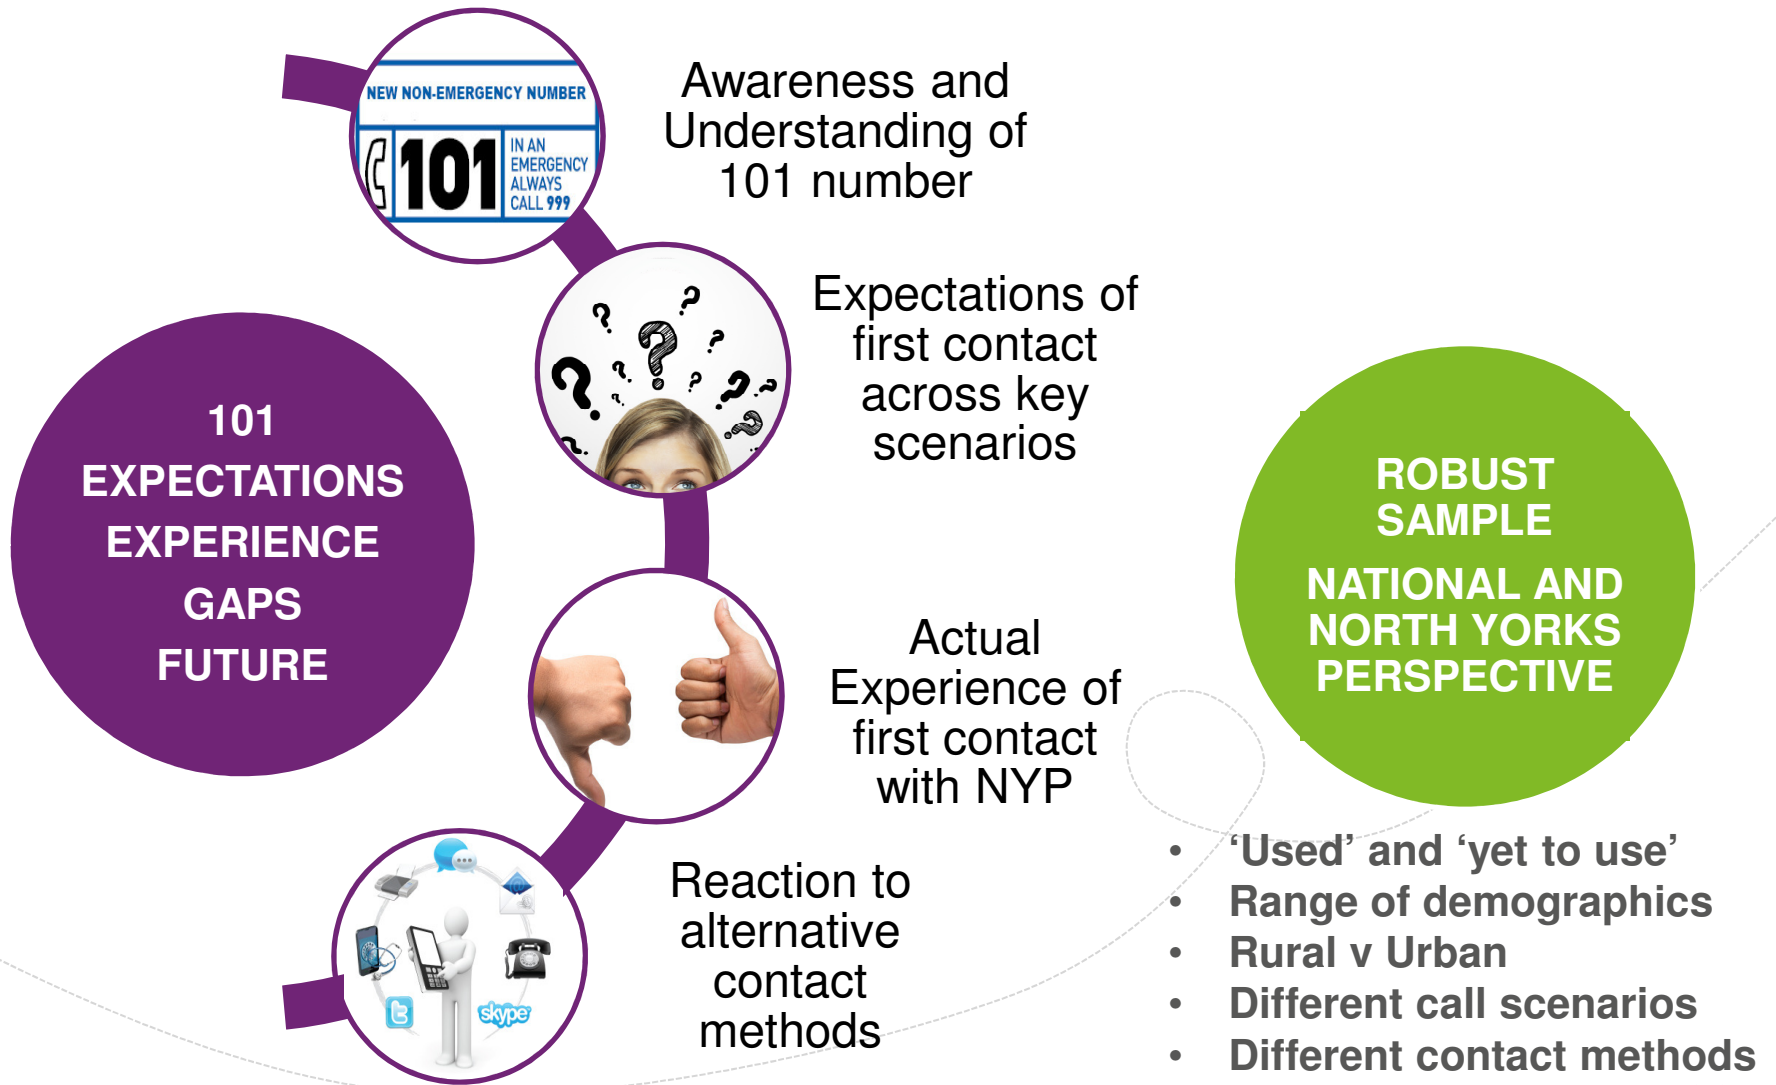 101
EXPECTATIONS
EXPERIENCE
GAPS
FUTURE
NEW NON-EMERGENCY NUMBER
101
IN AN
EMERGENCY
ALWAYS
CALL 999
Awareness and
Understanding of
101 number
? ? ? ? ? ? ? ? ? ? ? ?
Expectations of
first contact
across key
scenarios
Actual
Experience of
first contact
with NYP
skype
Reaction to
alternative
contact
methods
ROBUST
SAMPLE
NATIONAL AND
NORTH YORKS
PERSPECTIVE
• ‘Used’ and ‘yet to use’
• Range of demographics
• Rural v Urban
• Different call scenarios
• Different contact methods